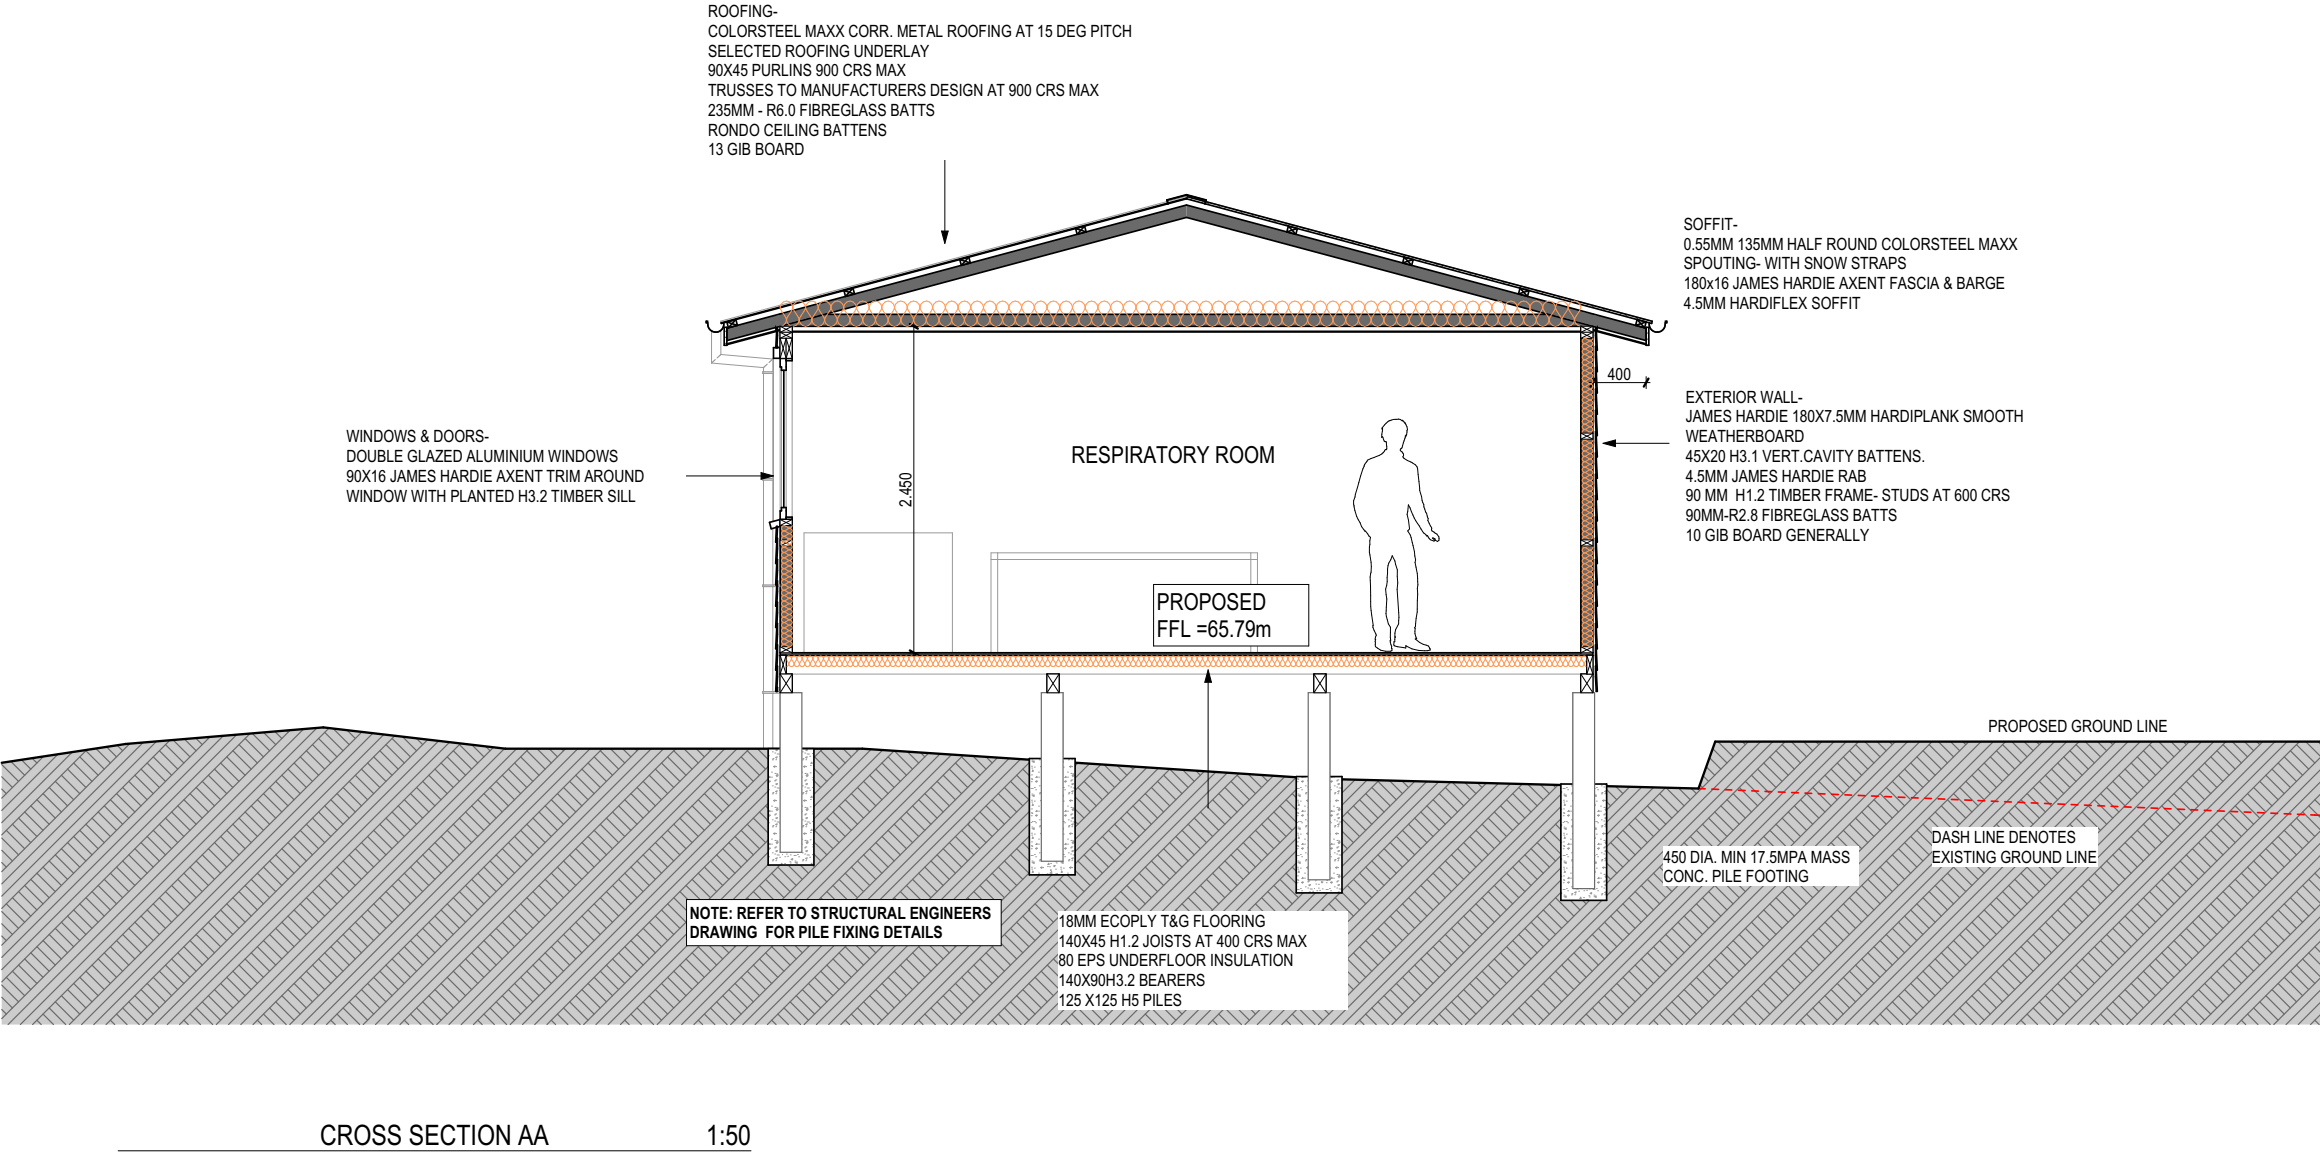 ROOFING-
COLORSTEEL MAXX CORR. METAL ROOFING AT 15 DEG PITCH
SELECTED ROOFING UNDERLAY
90X45 PURLINS 900 CRS MAX
TRUSSES TO MANUFACTURERS DESIGN AT 900 CRS MAX
235MM - R6.0 FIBREGLASS BATTS
RONDO CEILING BATTENS
13 GIB BOARD
SOFFIT-
0.55MM 135MM HALF ROUND COLORSTEEL MAXX
SPOUTING- WITH SNOW STRAPS
180x16 JAMES HARDIE AXENT FASCIA & BARGE
4.5MM HARDIFLEX SOFFIT
400
EXTERIOR WALL-
JAMES HARDIE 180X7.5MM HARDIPLANK SMOOTH
WEATHERBOARD
45X20 H3.1 VERT.CAVITY BATTENS.
4.5MM JAMES HARDIE RAB
90 MM H1.2 TIMBER FRAME- STUDS AT 600 CRS
90MM-R2.8 FIBREGLASS BATTS
10 GIB BOARD GENERALLY
WINDOWS & DOORS-
DOUBLE GLAZED ALUMINIUM WINDOWS
90X16 JAMES HARDIE AXENT TRIM AROUND
WINDOW WITH PLANTED H3.2 TIMBER SILL
RESPIRATORY ROOM
2.450
PROPOSED
FFL =65.79m
PROPOSED GROUND LINE
DASH LINE DENOTES
EXISTING GROUND LINE
450 DIA. MIN 17.5MPA MASS
CONC. PILE FOOTING
NOTE: REFER TO STRUCTURAL ENGINEERS
DRAWING FOR PILE FIXING DETAILS
18MM ECOPLY T&G FLOORING
140X45 H1.2 JOISTS AT 400 CRS MAX
80 EPS UNDERFLOOR INSULATION
140X90H3.2 BEARERS
125 X125 H5 PILES
CROSS SECTION AA 1:50